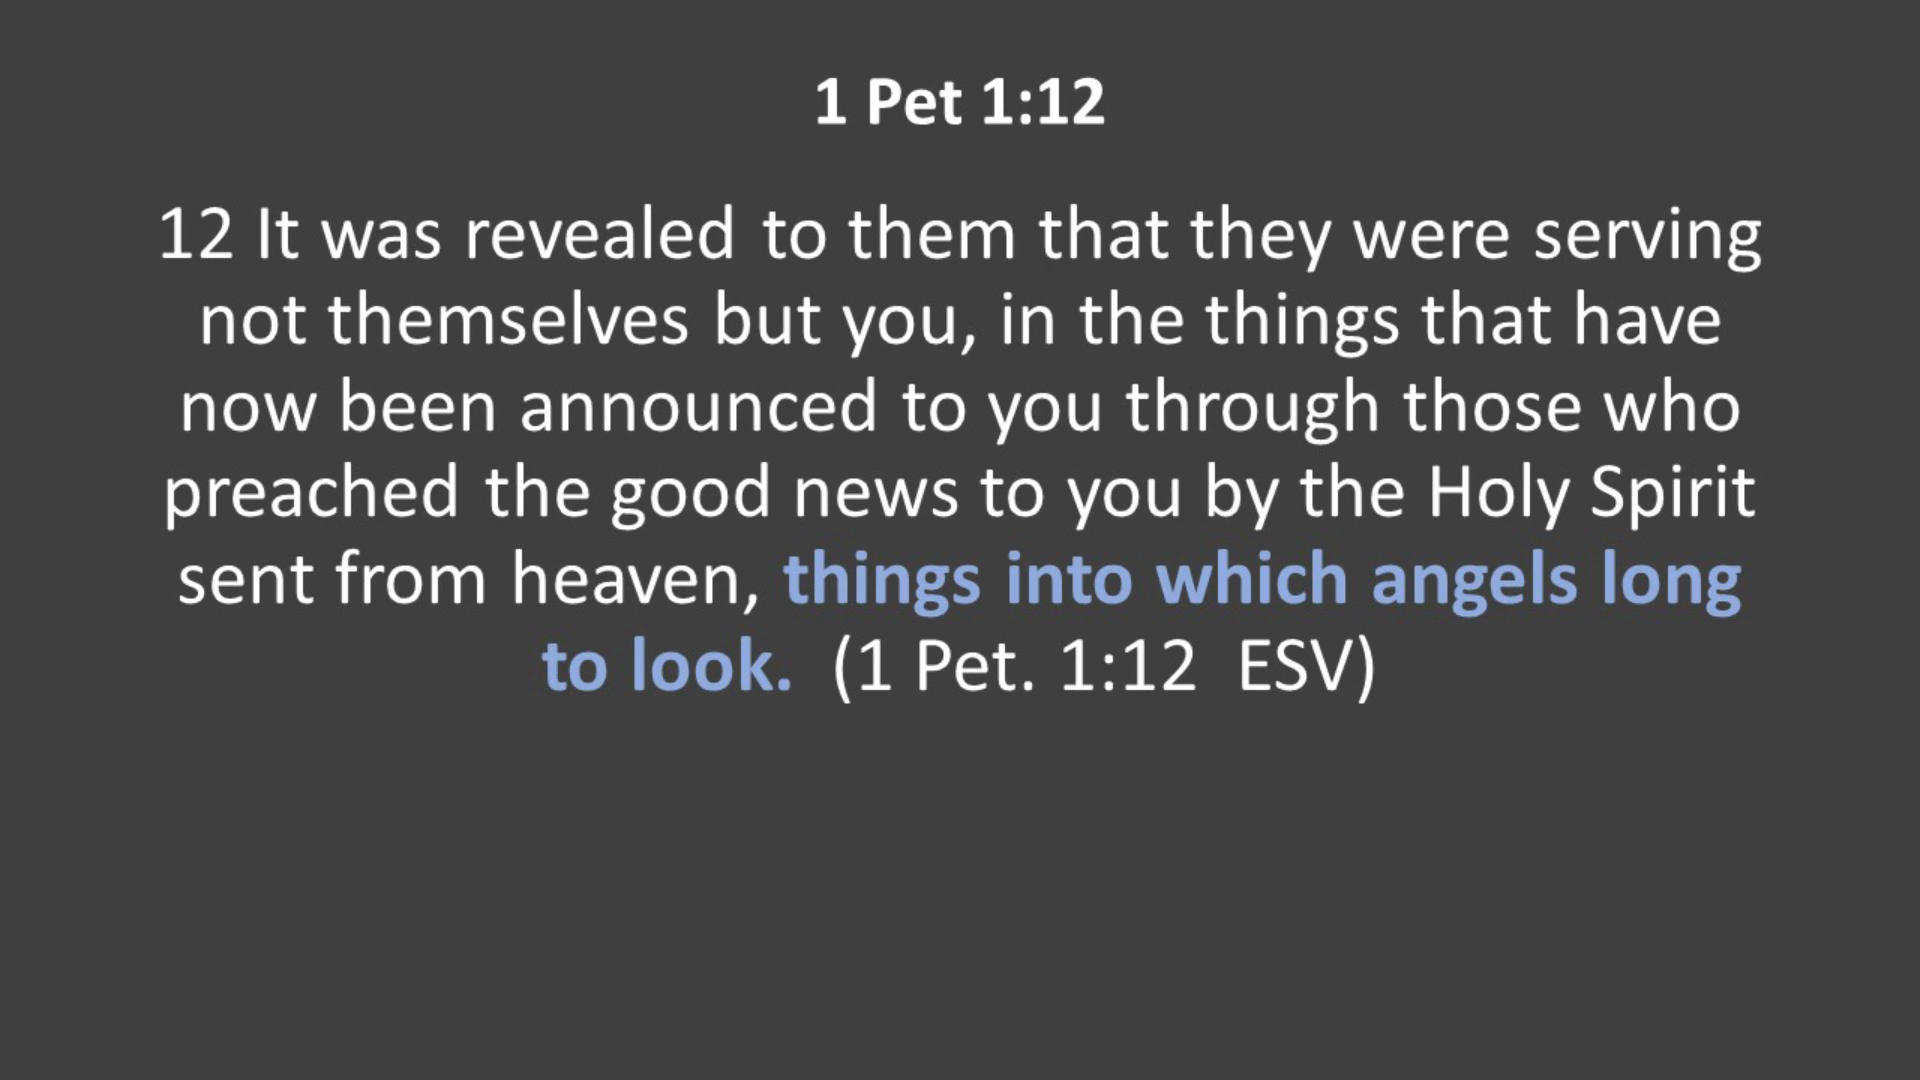 1 Pet 1:12
12 It was revealed to them that they were serving
not themselves but you, in the things that have
now been announced to you through those who
preached the good news to you by the Holy Spirit
sent from heaven, things into which angels long
to look.  (1 Pet. 1:12  ESV)